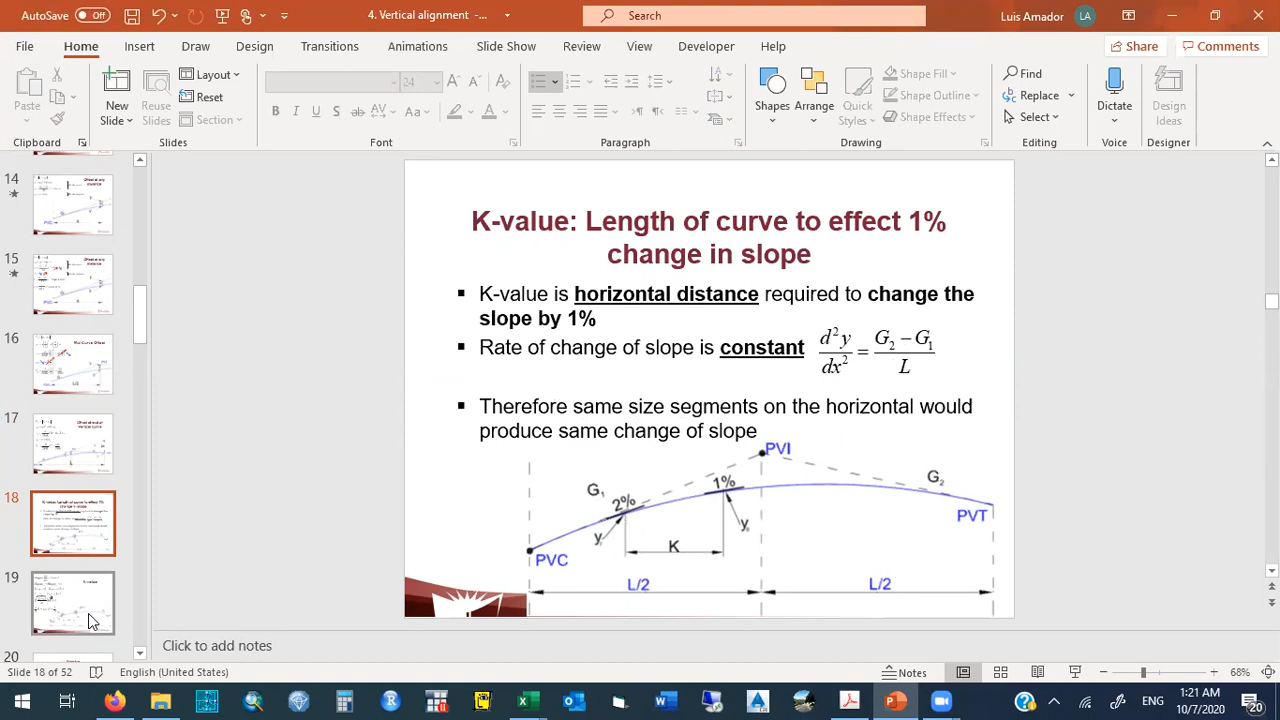 AutoSave Off 4. Vertical alignment -... Search Luis Amador LA
File Home Insert Draw Design Transitions Animations Slide Show Review View Developer Help Share Comments
Paste New Slide Reuse Slides Layout Reset Section 24 Shapes Arrange Quick Styles Shape Fill Shape Outline Shape Effects Find Replace Select Dictate Design Ideas
Clipboard Slides Font Paragraph Drawing Editing Voice Designer
14
15
16
17
18
19
20
K-value: Length of curve to effect 1%
change in slope
▪ K-value is horizontal distance required to change the
slope by 1%
▪ Rate of change of slope is constant d²y/dx² = G₂ − G₁/L
▪ Therefore same size segments on the horizontal would
produce same change of slope
PVI
G₁ 2% 1% G₂
y y PVT
PVC K
L/2 L/2
Click to add notes
Slide 18 of 52 English (United States) Notes 68%
ENG 1:21 AM
10/7/2020 20